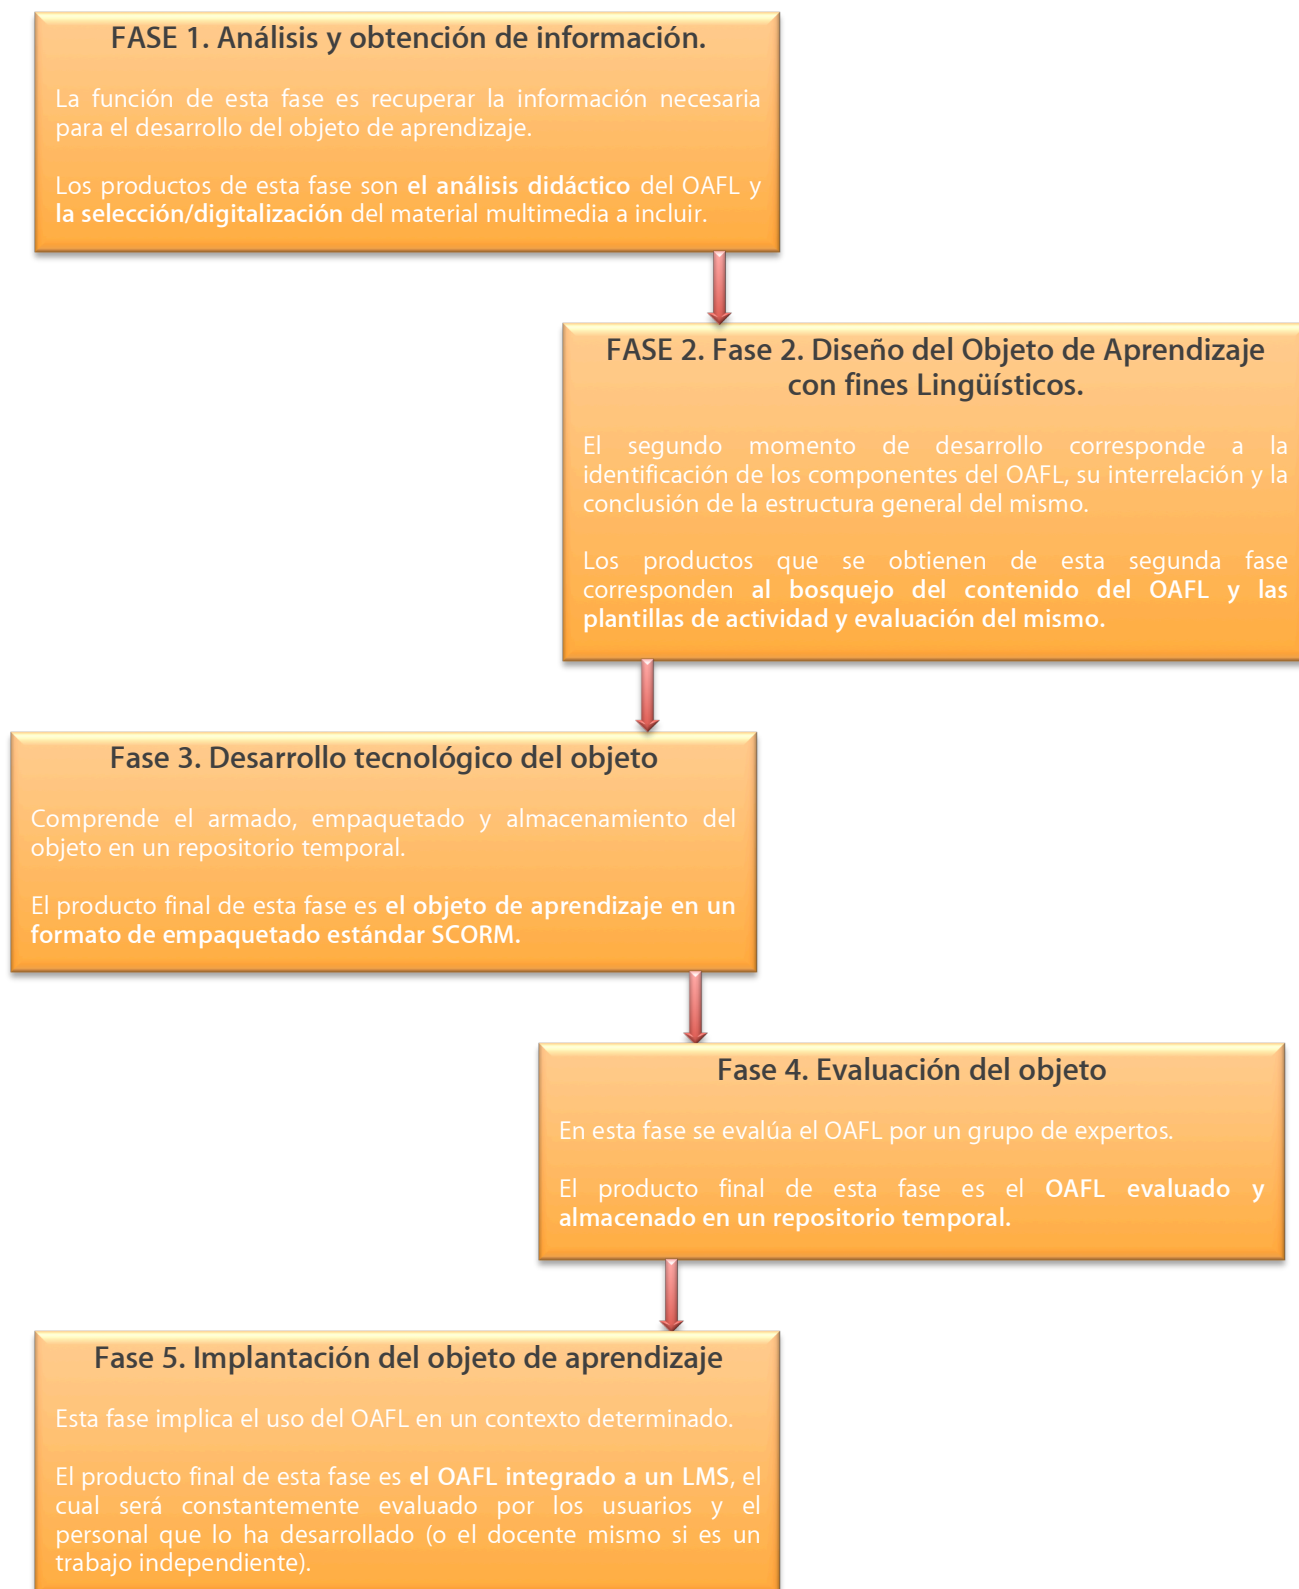 FASE 1. Análisis y obtención de información.
La función de esta fase es recuperar la información necesaria
para el desarrollo del objeto de aprendizaje.
Los productos de esta fase son el análisis didáctico del OAFL y
la selección/digitalización del material multimedia a incluir.
FASE 2. Fase 2. Diseño del Objeto de Aprendizaje
con fines Lingüísticos.
El segundo momento de desarrollo corresponde a la
identificación de los componentes del OAFL, su interrelación y la
conclusión de la estructura general del mismo.
Los productos que se obtienen de esta segunda fase
corresponden al bosquejo del contenido del OAFL y las
plantillas de actividad y evaluación del mismo.
Fase 3. Desarrollo tecnológico del objeto
Comprende el armado, empaquetado y almacenamiento del
objeto en un repositorio temporal.
El producto final de esta fase es el objeto de aprendizaje en un
formato de empaquetado estándar SCORM.
Fase 4. Evaluación del objeto
En esta fase se evalúa el OAFL por un grupo de expertos.
El producto final de esta fase es el OAFL evaluado y
almacenado en un repositorio temporal.
Fase 5. Implantación del objeto de aprendizaje
Esta fase implica el uso del OAFL en un contexto determinado.
El producto final de esta fase es el OAFL integrado a un LMS, el
cual será constantemente evaluado por los usuarios y el
personal que lo ha desarrollado (o el docente mismo si es un
trabajo independiente).